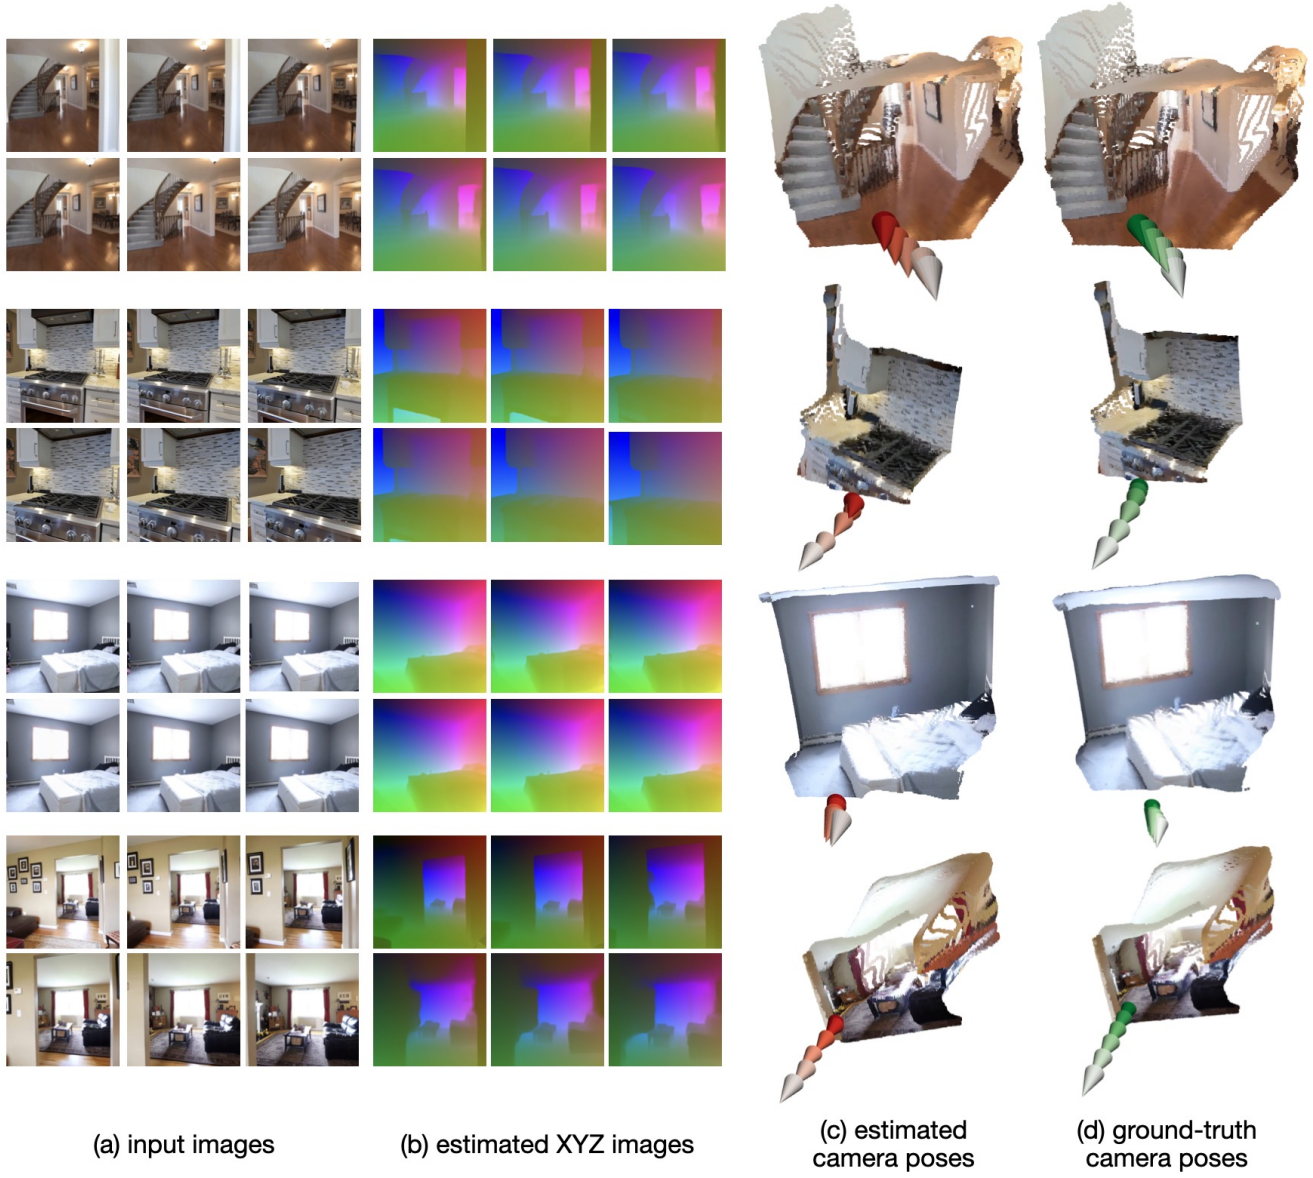 (a) input images
(b) estimated XYZ images
(c) estimated
camera poses
(d) ground-truth
camera poses